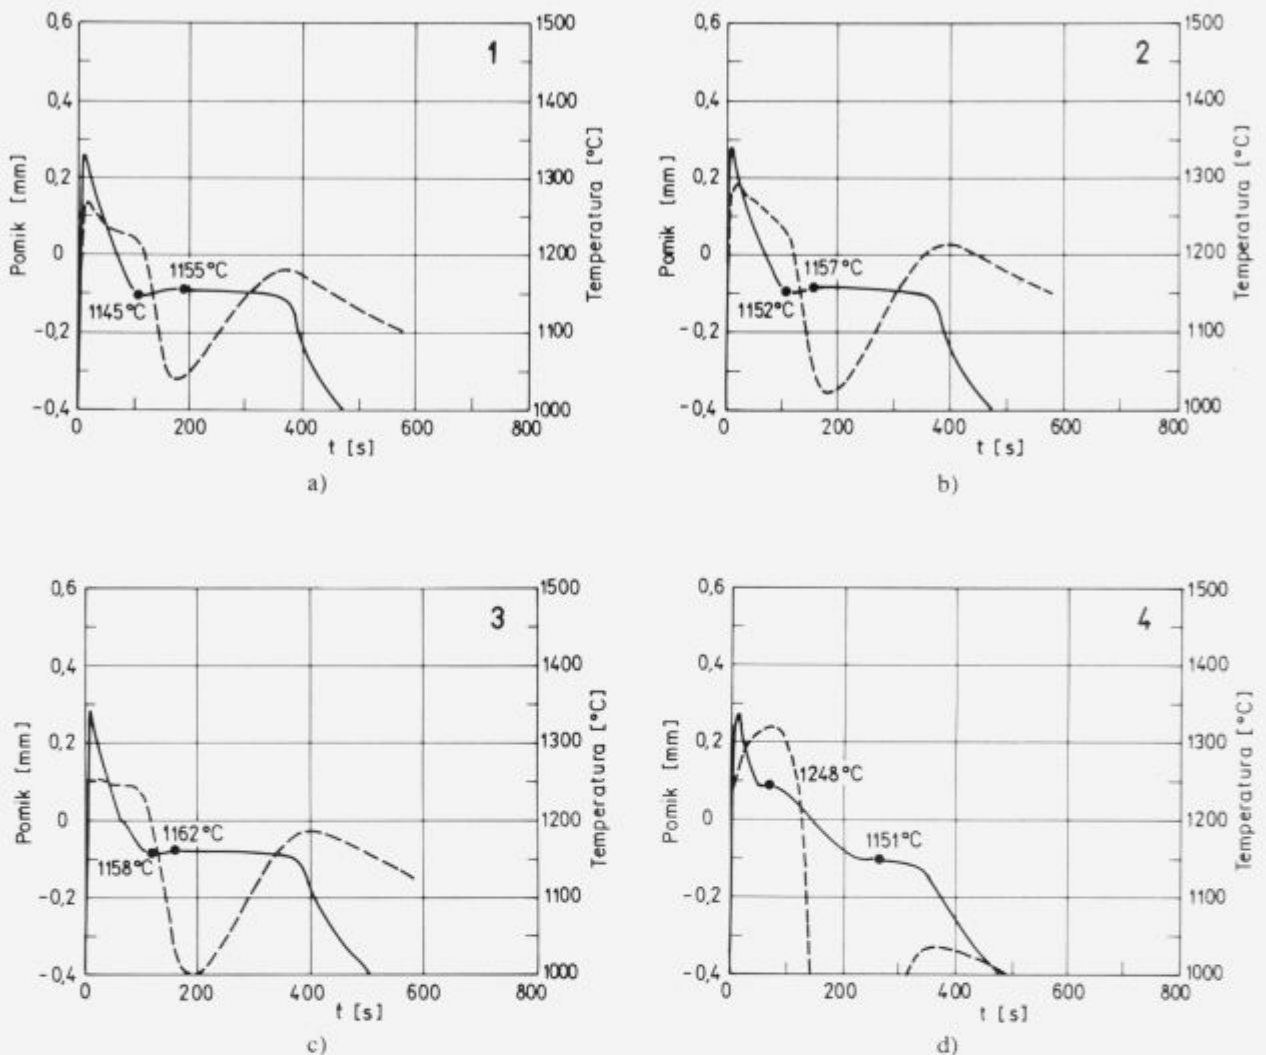 0,6
0,4
0,2
0
-0,2
-0,4
Pomik [mm]
1
1155°C
1145°C
1500
1400
1300
1200
1100
1000
Temperatura [°C]
0 200 400 600 800
t [s]
a)
0,6
0,4
0,2
0
-0,2
-0,4
Pomik [mm]
2
1157°C
1152°C
1500
1400
1300
1200
1100
1000
Temperatura [°C]
0 200 400 600 800
t [s]
b)
0,6
0,4
0,2
0
-0,2
-0,4
Pomik [mm]
3
1162°C
1158°C
1500
1400
1300
1200
1100
1000
Temperatura [°C]
0 200 400 600 800
t [s]
c)
0,6
0,4
0,2
0
-0,2
-0,4
Pomik [mm]
4
1248°C
1151°C
1500
1400
1300
1200
1100
1000
Temperatura [°C]
0 200 400 600 800
t [s]
d)